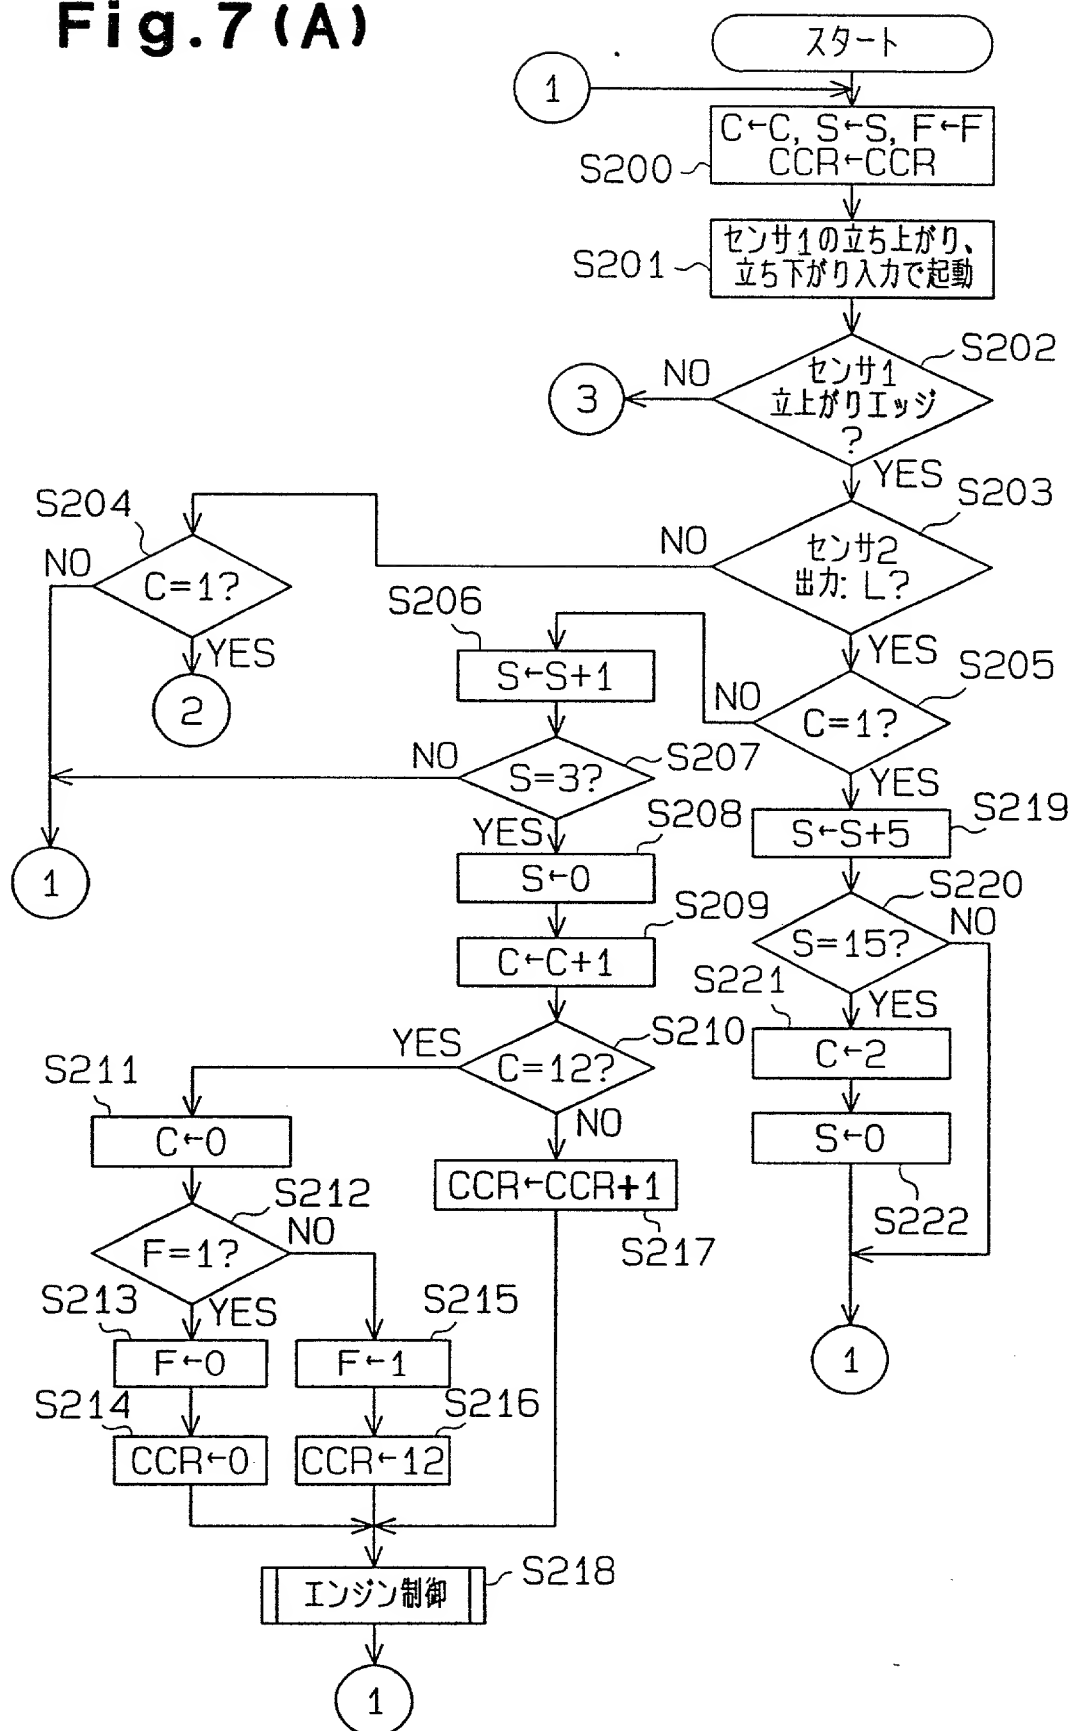 Fig.7(A)
スタート
1
C←C, S←S, F←F
CCR←CCR
S200
センサ1の立ち上がり、
立ち下がり入力で起動
S201
センサ1
立上がりエッジ
?
S202
NO
3
YES
センサ2
出力: L?
S203
NO
S204
C=1?
NO
YES
2
YES
C=1?
S205
NO
S206
S←S+1
S=3?
S207
NO
1
YES
S208
S←0
S209
C←C+1
C=12?
S210
YES
NO
S211
C←0
F=1?
S212
NO
YES
S213
F←0
S214
CCR←0
S215
F←1
S216
CCR←12
CCR←CCR+1
S217
エンジン制御
S218
1
YES
S←S+5
S219
S=15?
S220
NO
YES
S221
C←2
S←0
S222
1